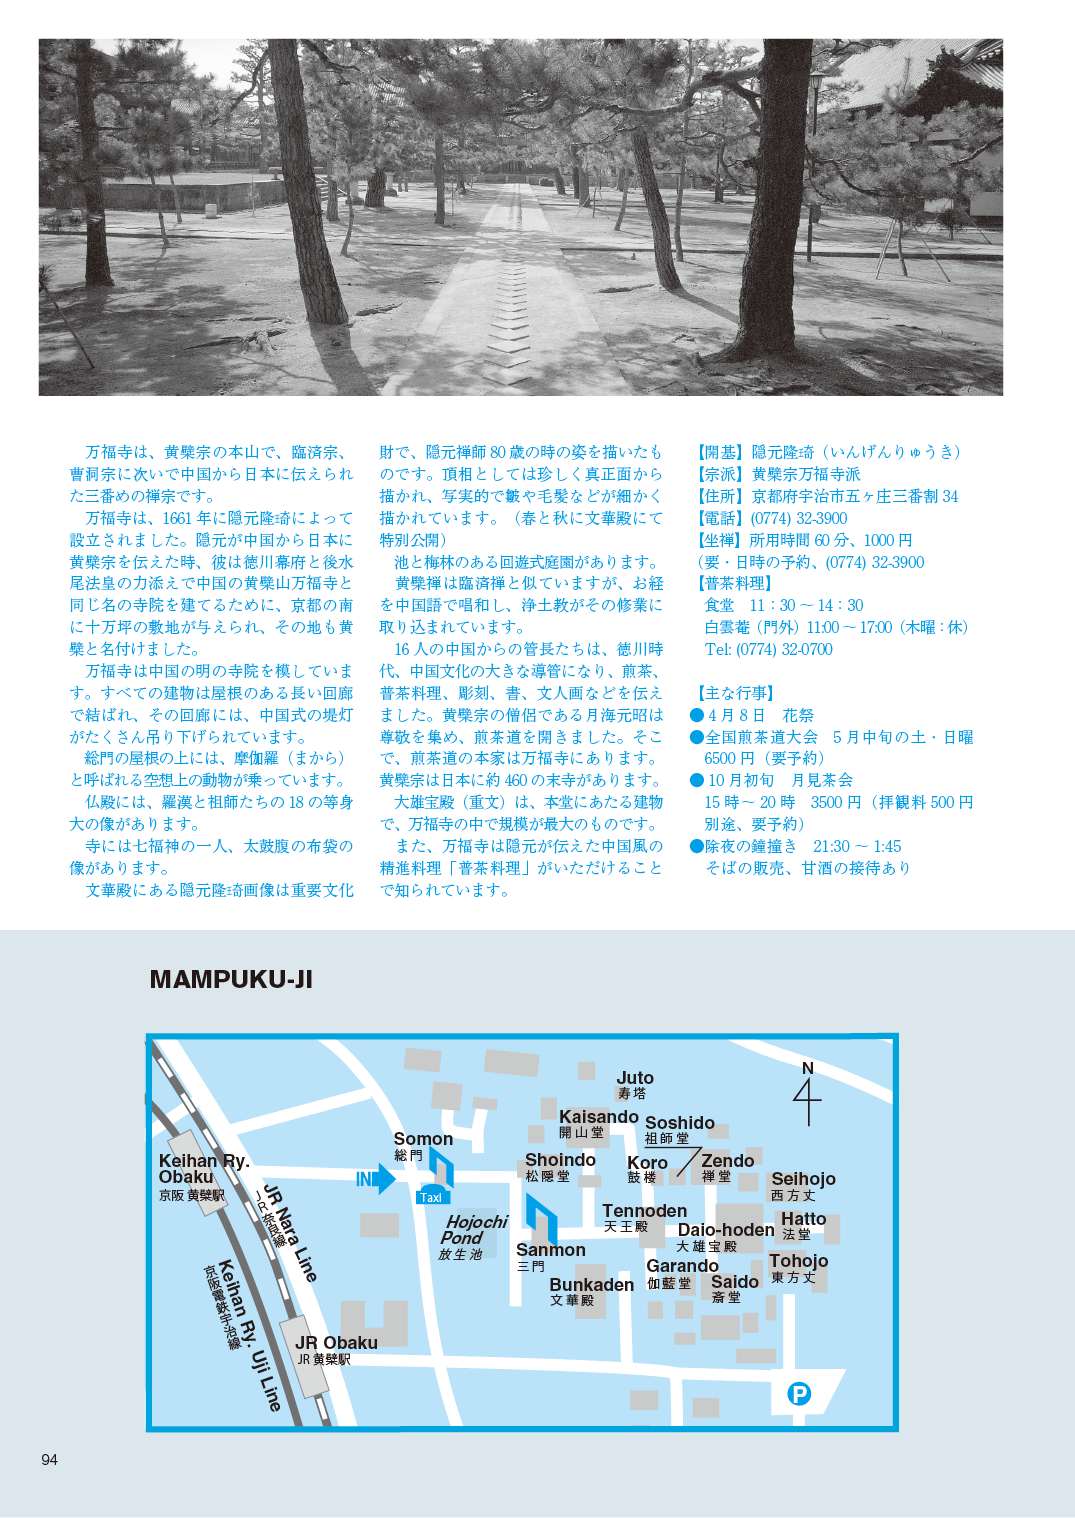 万福寺は、黄檗宗の本山で、臨済宗、
曹洞宗に次いで中国から日本に伝えられ
た三番めの禅宗です。
万福寺は、1661 年に隠元隆琦によって
設立されました。隠元が中国から日本に
黄檗宗を伝えた時、彼は徳川幕府と後水
尾法皇の力添えで中国の黄檗山万福寺と
同じ名の寺院を建てるために、京都の南
に十万坪の敷地が与えられ、その地も黄
檗と名付けました。
万福寺は中国の明の寺院を模していま
す。すべての建物は屋根のある長い回廊
で結ばれ、その回廊には、中国式の堤灯
がたくさん吊り下げられています。
総門の屋根の上には、摩伽羅（まから）
と呼ばれる空想上の動物が乗っています。
仏殿には、羅漢と祖師たちの 18 の等身
大の像があります。
寺には七福神の一人、太鼓腹の布袋の
像があります。
文華殿にある隠元隆琦画像は重要文化
財で、隠元禅師 80 歳の時の姿を描いたも
のです。頂相としては珍しく真正面から
描かれ、写実的で皺や毛髪などが細かく
描かれています。（春と秋に文華殿にて
特別公開）
池と梅林のある回遊式庭園があります。
黄檗禅は臨済禅と似ていますが、お経
を中国語で唱和し、浄土教がその修業に
取り込まれています。
16 人の中国からの管長たちは、徳川時
代、中国文化の大きな導管になり、煎茶、
普茶料理、彫刻、書、文人画などを伝え
ました。黄檗宗の僧侶である月海元昭は
尊敬を集め、煎茶道を開きました。そこ
で、煎茶道の本家は万福寺にあります。
黄檗宗は日本に約 460 の末寺があります。
大雄宝殿（重文）は、本堂にあたる建物
で、万福寺の中で規模が最大のものです。
また、万福寺は隠元が伝えた中国風の
精進料理「普茶料理」がいただけること
で知られています。
【開基】隠元隆琦（いんげんりゅうき）
【宗派】黄檗宗万福寺派
【住所】京都府宇治市五ヶ庄三番割 34
【電話】(0774) 32-3900
【坐禅】所用時間 60 分、1000 円
（要・日時の予約、(0774) 32-3900
【普茶料理】
食堂　11：30 ～ 14：30
白雲菴（門外）11:00 ～ 17:00（木曜：休）
Tel: (0774) 32-0700
【主な行事】
● 4 月 8 日　花祭
●全国煎茶道大会　5 月中旬の土・日曜
6500 円（要予約）
● 10 月初旬　月見茶会
15 時～ 20 時　3500 円（拝観料 500 円
別途、要予約）
●除夜の鐘撞き　21:30 ～ 1:45
そばの販売、甘酒の接待あり
MAMPUKU-JI
N
Juto
寿塔
Kaisando
開山堂
Soshido
祖師堂
Somon
総門
Shoindo
松隠堂
Koro
鼓楼
Zendo
禅堂
Keihan Ry.
Obaku
京阪 黄檗駅
IN
Taxi
Seihojo
西方丈
JR Nara Line
JR奈良線
Tennoden
天王殿
Hojochi
Pond
放生池
Daio-hoden
大雄宝殿
Hatto
法堂
Sanmon
三門
Garando
伽藍堂
Tohojo
東方丈
Bunkaden
文華殿
Saido
斎堂
Keihan Ry. Uji Line
京阪電鉄宇治線
JR Obaku
JR 黄檗駅
P
94